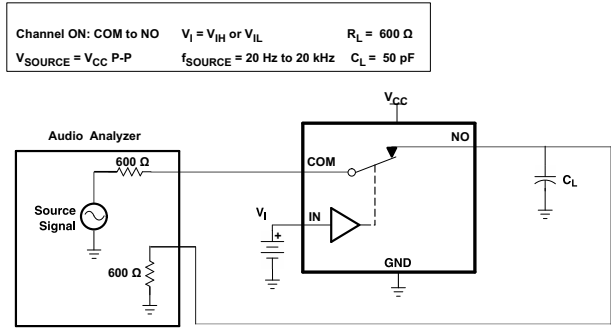 Channel ON: COM to NO V_I = V_IH or V_IL R_L = 600 Ω
V_SOURCE = V_CC P-P f_SOURCE = 20 Hz to 20 kHz C_L = 50 pF
V_CC
Audio Analyzer
NO
600 Ω
COM
C_L
Source
Signal
V_I
IN
+
600 Ω
GND